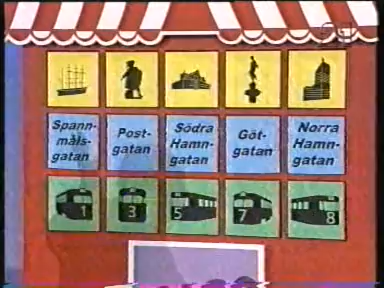 Spann-
måls-
gatan
Post-
gatan
Södra
Hamn-
gatan
Göt-
gatan
Norra
Hamn-
gatan
1
3
5
7
8